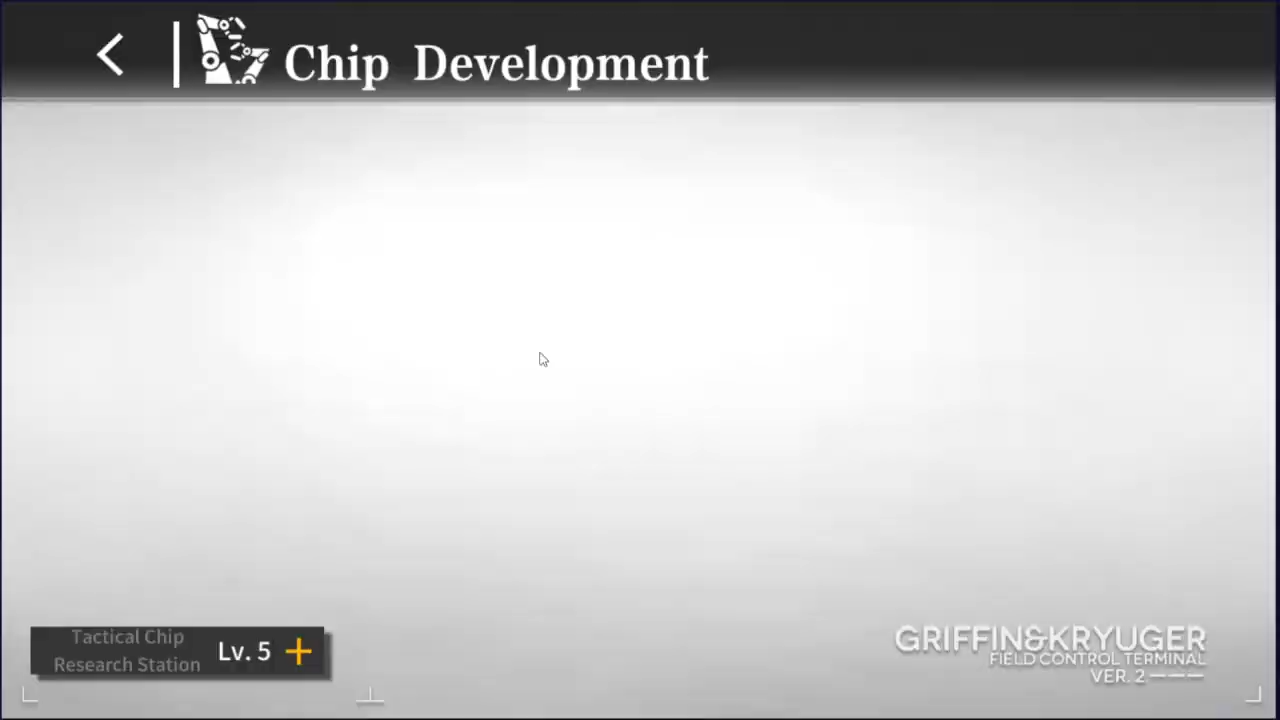 Chip Development
Tactical Chip
Research Station
Lv. 5
GRIFFIN&KRYUGER
FIELD CONTROL TERMINAL
VER. 2